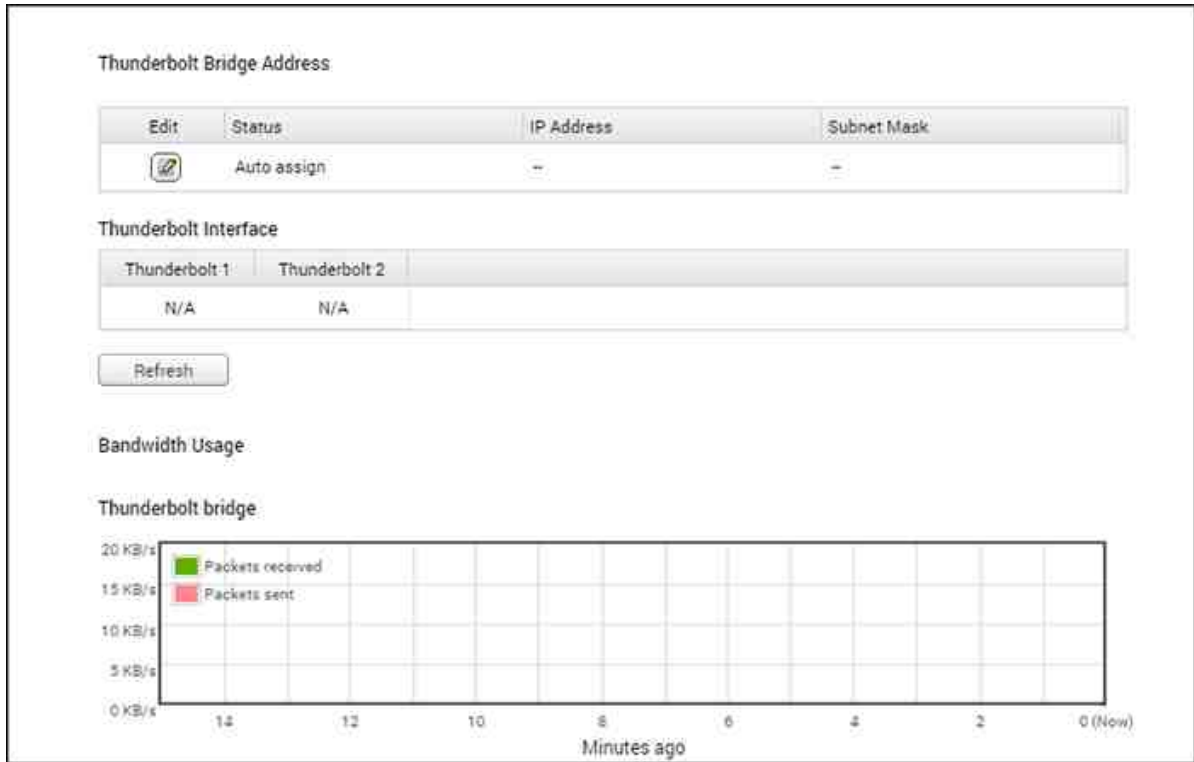 Thunderbolt Bridge Address
Edit Status IP Address Subnet Mask
Auto assign -- --
Thunderbolt Interface
Thunderbolt 1 Thunderbolt 2
N/A N/A
Refresh
Bandwidth Usage
Thunderbolt bridge
20 KB/s
Packets received
15 KB/s Packets sent
10 KB/s
5 KB/s
0 KB/s
14 12 10 8 6 4 2 0 (Now)
Minutes ago